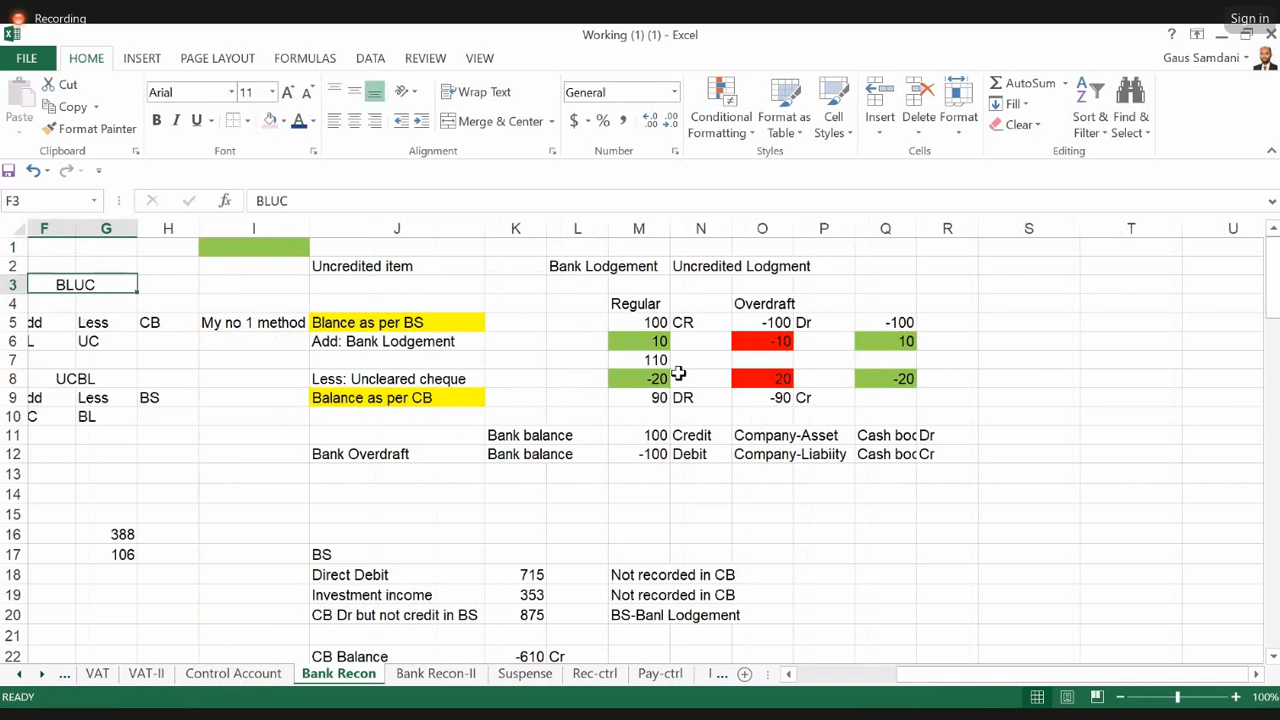 Recording
Sign in
Working (1) (1) - Excel
FILE HOME INSERT PAGE LAYOUT FORMULAS DATA REVIEW VIEW Gaus Samdani
Paste
Cut
Copy
Format Painter
Arial 11
B I U
Wrap Text
Merge & Center
General
$ % ,
Conditional Formatting
Format as Table
Cell Styles
Insert
Delete
Format
AutoSum
Fill
Clear
Sort & Filter
Find & Select
Clipboard Font Alignment Number Styles Cells Editing
F3 fx BLUC
F G H I J K L M N O P Q R S T U
1
2 Uncredited item Bank Lodgement Uncredited Lodgment
3 BLUC
4 Regular Overdraft
5 dd Less CB My no 1 method Blance as per BS 100 CR -100 Dr -100
6 L UC Add: Bank Lodgement 10 -10 10
7 110
8 UCBL Less: Uncleared cheque -20 20 -20
9 dd Less BS Balance as per CB 90 DR -90 Cr
10 C BL
11 Bank balance 100 Credit Company-Asset Cash boc Dr
12 Bank Overdraft Bank balance -100 Debit Company-Liabiity Cash boc Cr
13
14
15
16 388
17 106 BS
18 Direct Debit 715 Not recorded in CB
19 Investment income 353 Not recorded in CB
20 CB Dr but not credit in BS 875 BS-Banl Lodgement
21
22 CB Balance -610 Cr
... VAT VAT-II Control Account Bank Recon Bank Recon-II Suspense Rec-ctrl Pay-ctrl I ...
READY 100%